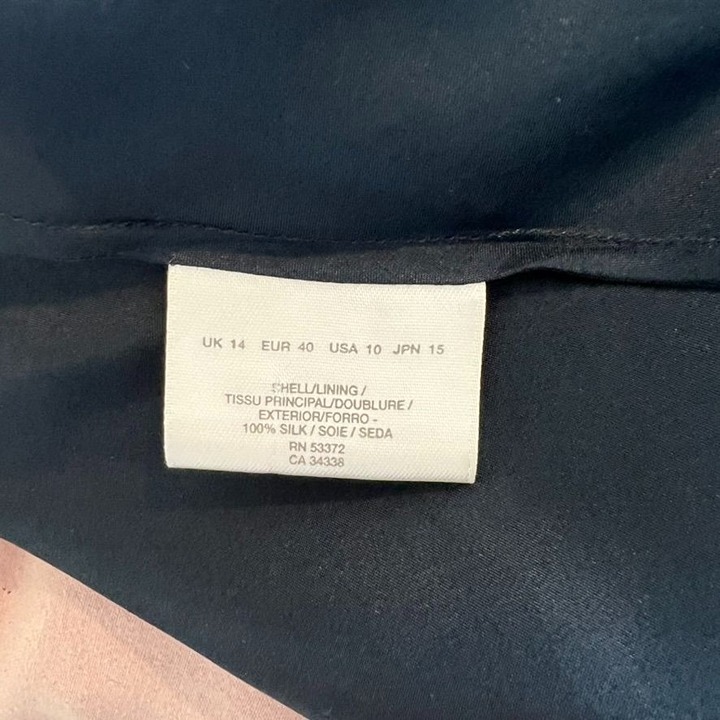 UK 14 EUR 40 USA 10 JPN 15
SHELL/LINING /
TISSU PRINCIPAL/DOUBLURE /
EXTERIOR/FORRO -
100% SILK / SOIE / SEDA
RN 53372
CA 34338